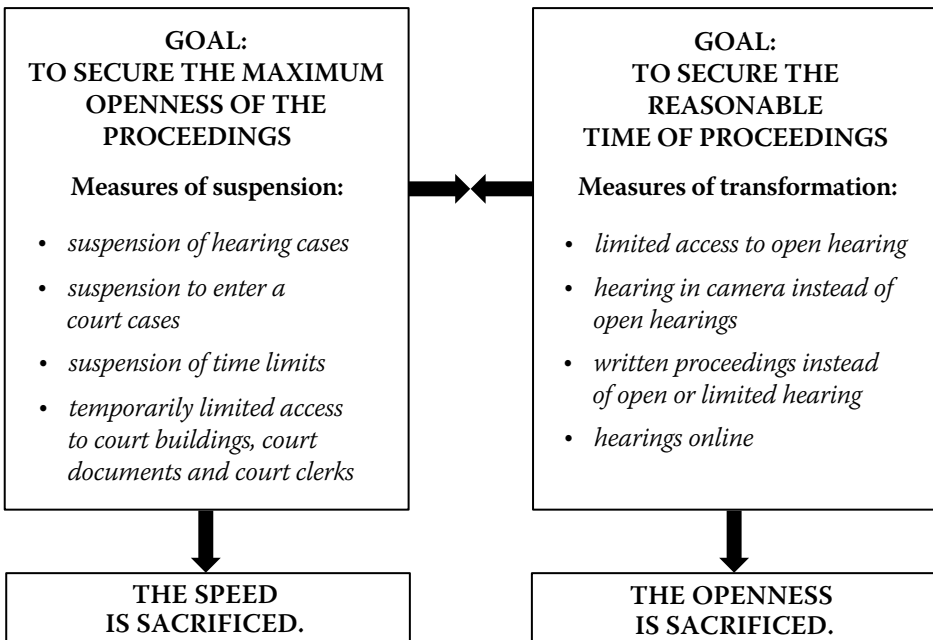 GOAL:
TO SECURE THE MAXIMUM
OPENNESS OF THE
PROCEEDINGS
Measures of suspension:
• suspension of hearing cases
• suspension to enter a
court cases
• suspension of time limits
• temporarily limited access
to court buildings, court
documents and court clerks
THE SPEED
IS SACRIFICED.
GOAL:
TO SECURE THE
REASONABLE
TIME OF PROCEEDINGS
Measures of transformation:
• limited access to open hearing
• hearing in camera instead of
open hearings
• written proceedings instead
of open or limited hearing
• hearings online
THE OPENNESS
IS SACRIFICED.